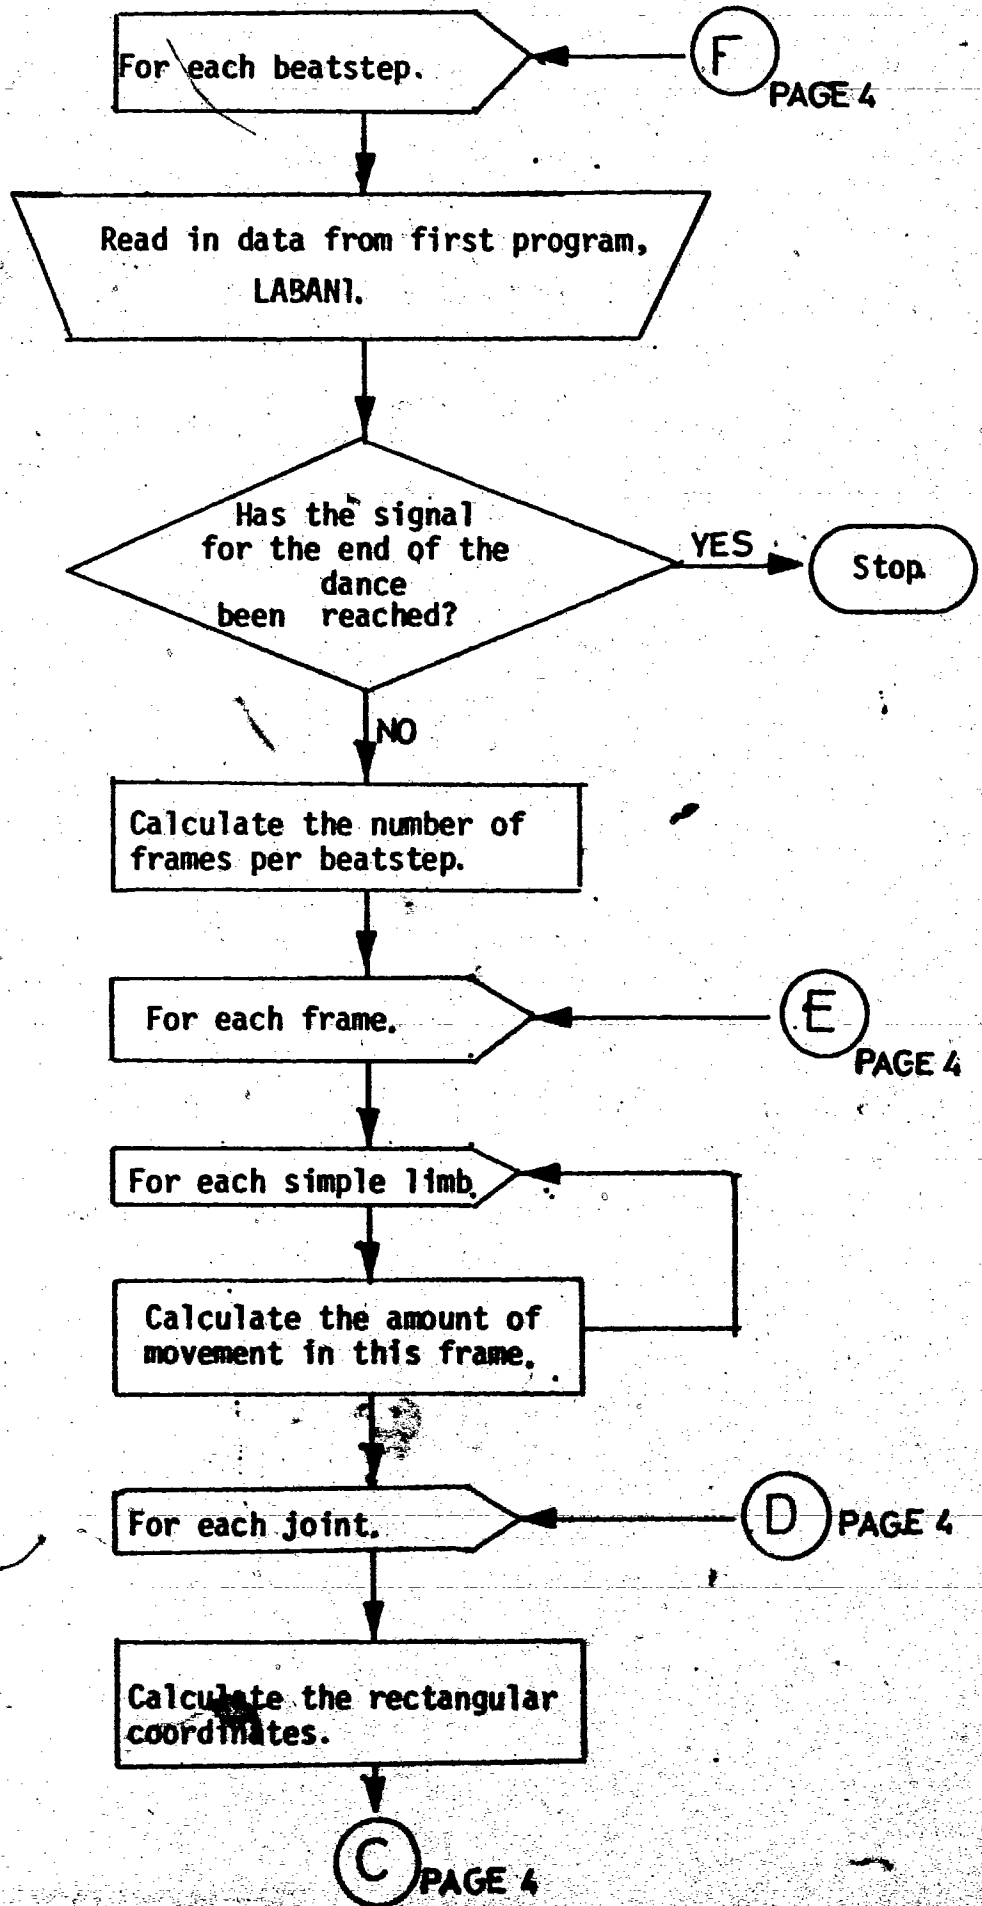 For each beatstep.
F
PAGE 4
Read in data from first program,
LABAN1.
Has the signal
for the end of the
dance
been reached?
YES
Stop.
NO
Calculate the number of
frames per beatstep.
For each frame.
E
PAGE 4
For each simple limb.
Calculate the amount of
movement in this frame.
For each joint.
D
PAGE 4
Calculate the rectangular
coordinates.
C
PAGE 4